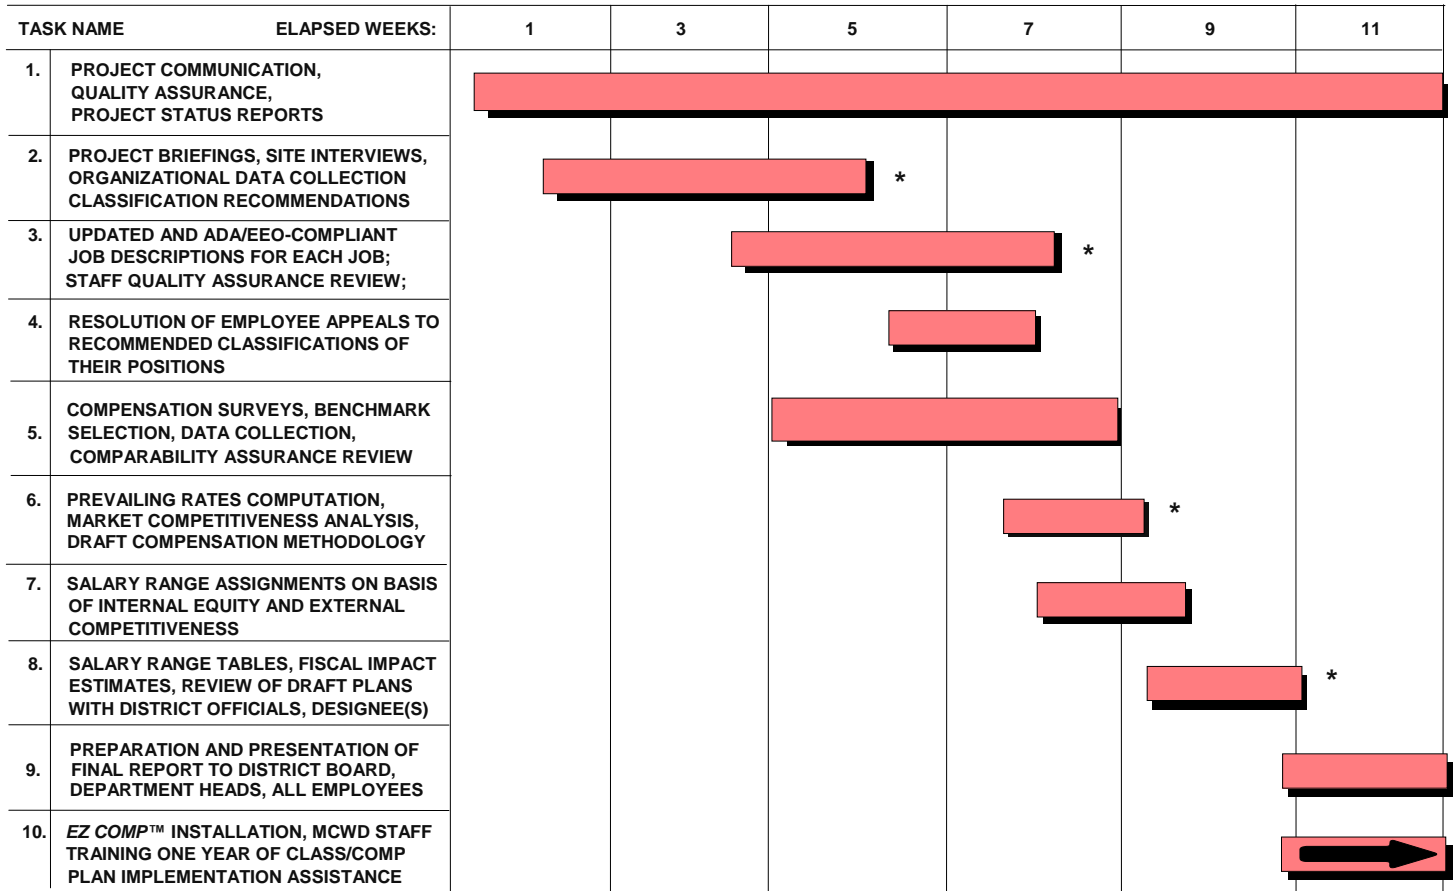 TASK NAME ELAPSED WEEKS: 1 3 5 7 9 11
1. PROJECT COMMUNICATION,
QUALITY ASSURANCE,
PROJECT STATUS REPORTS
2. PROJECT BRIEFINGS, SITE INTERVIEWS,
ORGANIZATIONAL DATA COLLECTION *
CLASSIFICATION RECOMMENDATIONS
3. UPDATED AND ADA/EEO-COMPLIANT
JOB DESCRIPTIONS FOR EACH JOB; *
STAFF QUALITY ASSURANCE REVIEW;
4. RESOLUTION OF EMPLOYEE APPEALS TO
RECOMMENDED CLASSIFICATIONS OF
THEIR POSITIONS
COMPENSATION SURVEYS, BENCHMARK
5. SELECTION, DATA COLLECTION,
COMPARABILITY ASSURANCE REVIEW
6. PREVAILING RATES COMPUTATION,
MARKET COMPETITIVENESS ANALYSIS, *
DRAFT COMPENSATION METHODOLOGY
7. SALARY RANGE ASSIGNMENTS ON BASIS
OF INTERNAL EQUITY AND EXTERNAL
COMPETITIVENESS
8. SALARY RANGE TABLES, FISCAL IMPACT
ESTIMATES, REVIEW OF DRAFT PLANS *
WITH DISTRICT OFFICIALS, DESIGNEE(S)
PREPARATION AND PRESENTATION OF
9. FINAL REPORT TO DISTRICT BOARD,
DEPARTMENT HEADS, ALL EMPLOYEES
10. EZ COMP™ INSTALLATION, MCWD STAFF
TRAINING ONE YEAR OF CLASS/COMP
PLAN IMPLEMENTATION ASSISTANCE